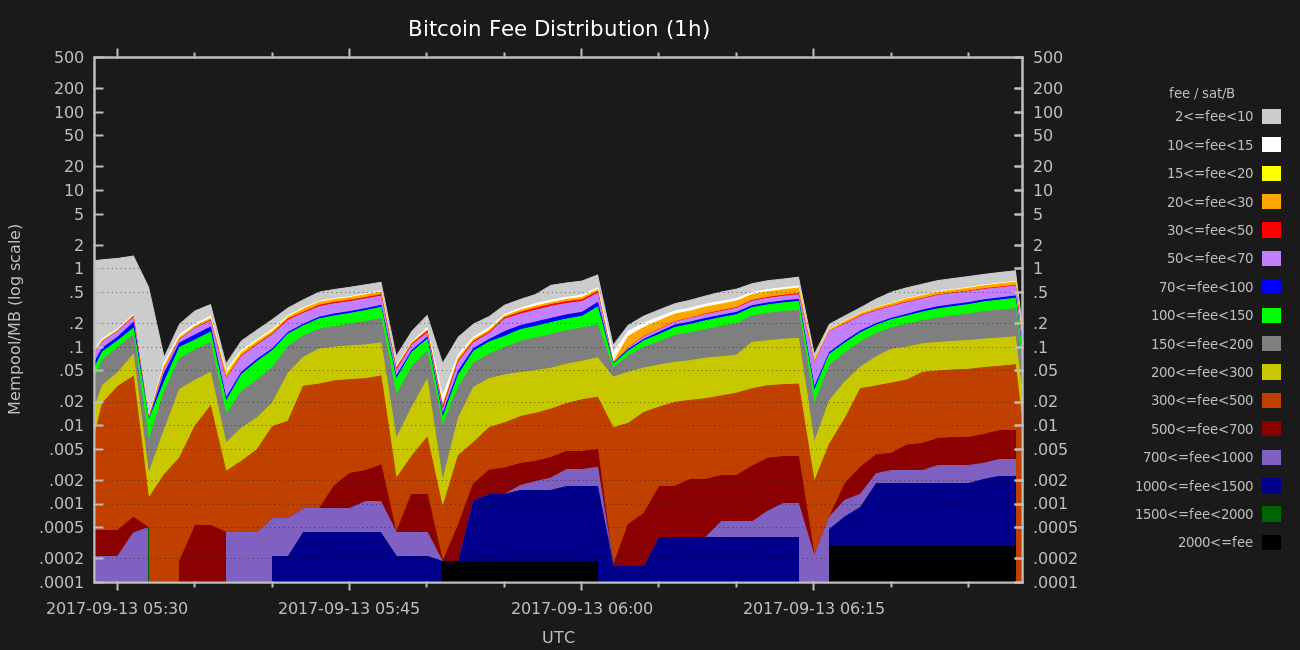 Bitcoin Fee Distribution (1h)
Mempool/MB (log scale)
500
200
100
50
20
10
5
2
1
.5
.2
.1
.05
.02
.01
.005
.002
.001
.0005
.0002
.0001
500
200
100
50
20
10
5
2
1
.5
.2
.1
.05
.02
.01
.005
.002
.001
.0005
.0002
.0001
2017-09-13 05:30
2017-09-13 05:45
2017-09-13 06:00
2017-09-13 06:15
UTC
fee / sat/B
2<=fee<10
10<=fee<15
15<=fee<20
20<=fee<30
30<=fee<50
50<=fee<70
70<=fee<100
100<=fee<150
150<=fee<200
200<=fee<300
300<=fee<500
500<=fee<700
700<=fee<1000
1000<=fee<1500
1500<=fee<2000
2000<=fee